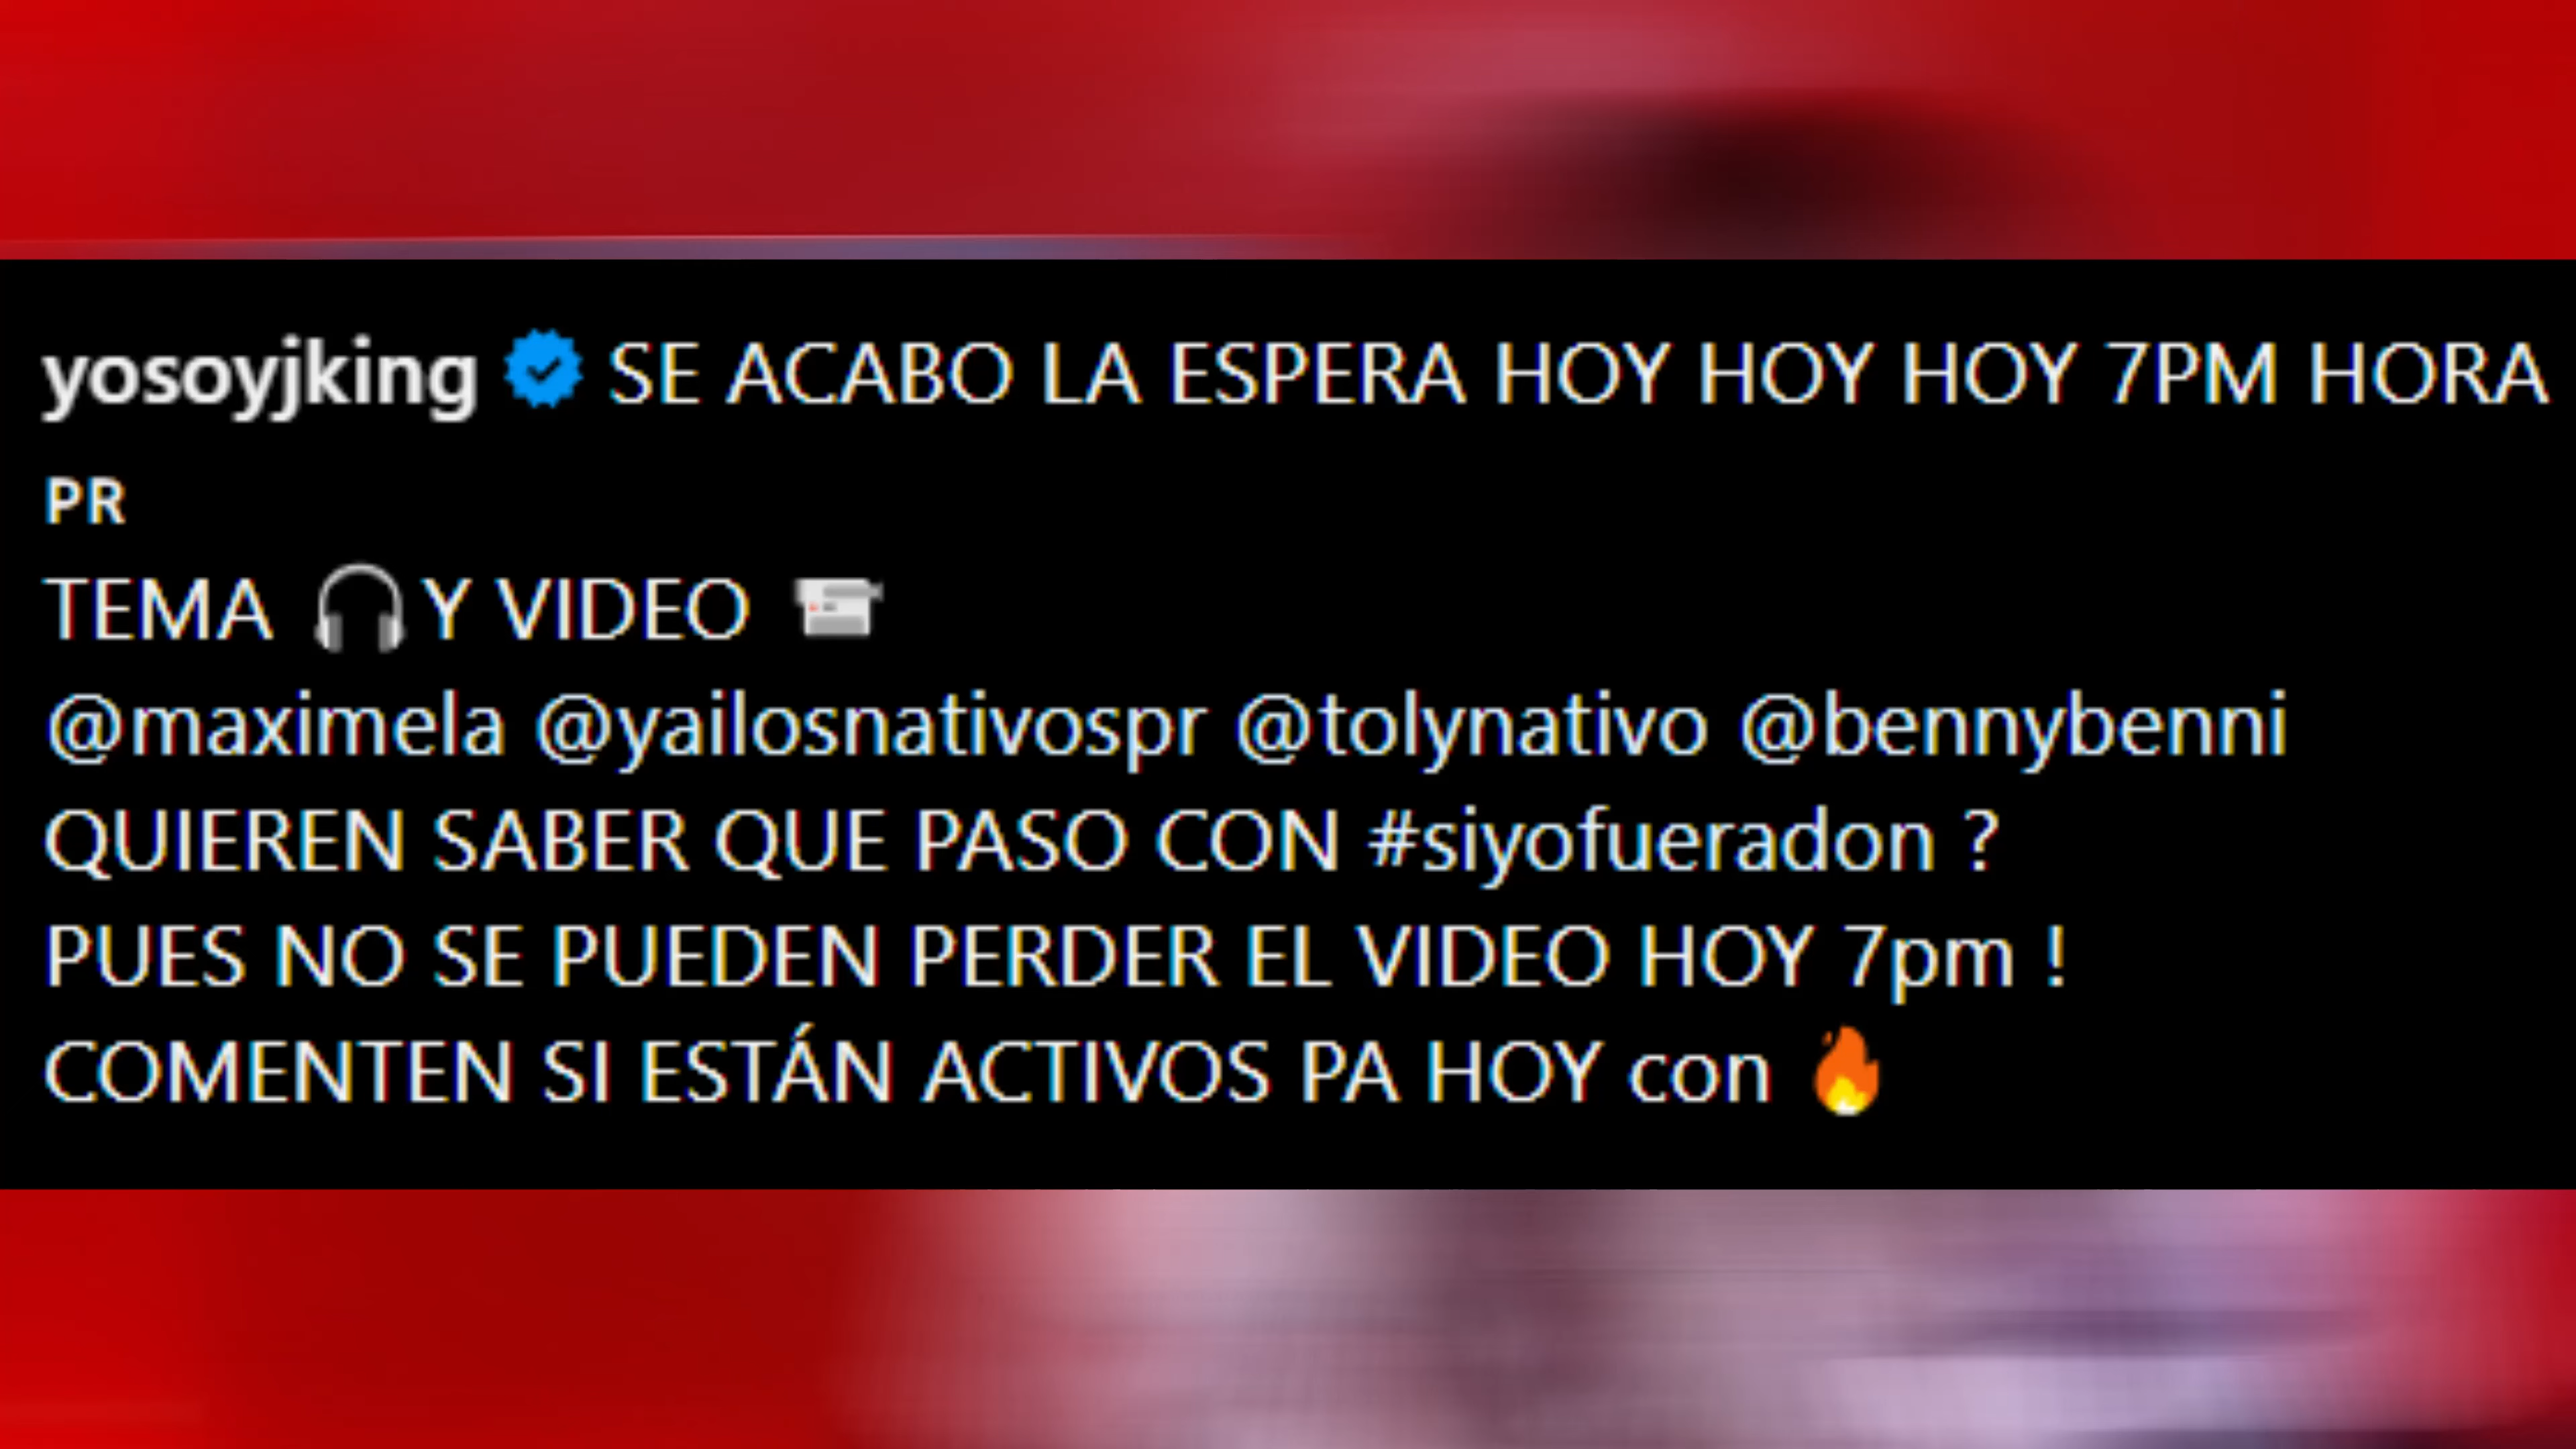 yosoyjking SE ACABO LA ESPERA HOY HOY HOY 7PM HORA
PR
TEMA 🎧Y VIDEO 📹
@maximela @yailosnativospr @tolynativo @bennybenni
QUIEREN SABER QUE PASO CON #siyofueradon ?
PUES NO SE PUEDEN PERDER EL VIDEO HOY 7pm !
COMENTEN SI ESTÁN ACTIVOS PA HOY con 🔥